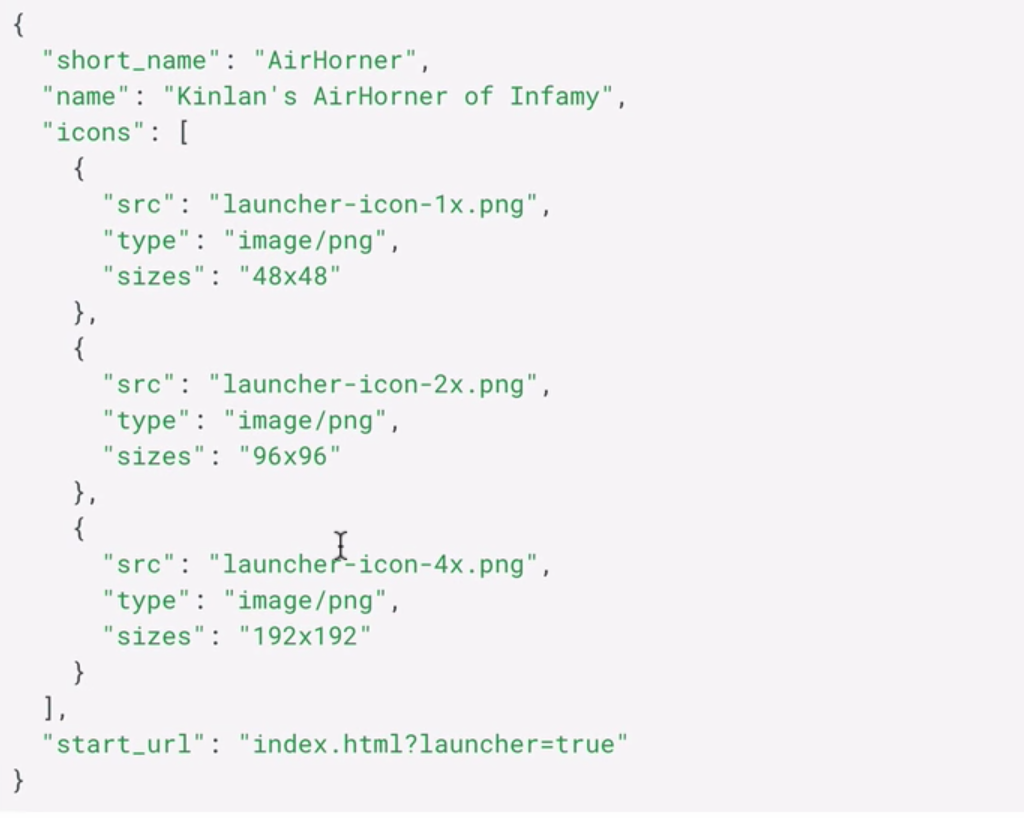 {
  "short_name": "AirHorner",
  "name": "Kinlan's AirHorner of Infamy",
  "icons": [
    {
      "src": "launcher-icon-1x.png",
      "type": "image/png",
      "sizes": "48x48"
    },
    {
      "src": "launcher-icon-2x.png",
      "type": "image/png",
      "sizes": "96x96"
    },
    {
      "src": "launcher-icon-4x.png",
      "type": "image/png",
      "sizes": "192x192"
    }
  ],
  "start_url": "index.html?launcher=true"
}